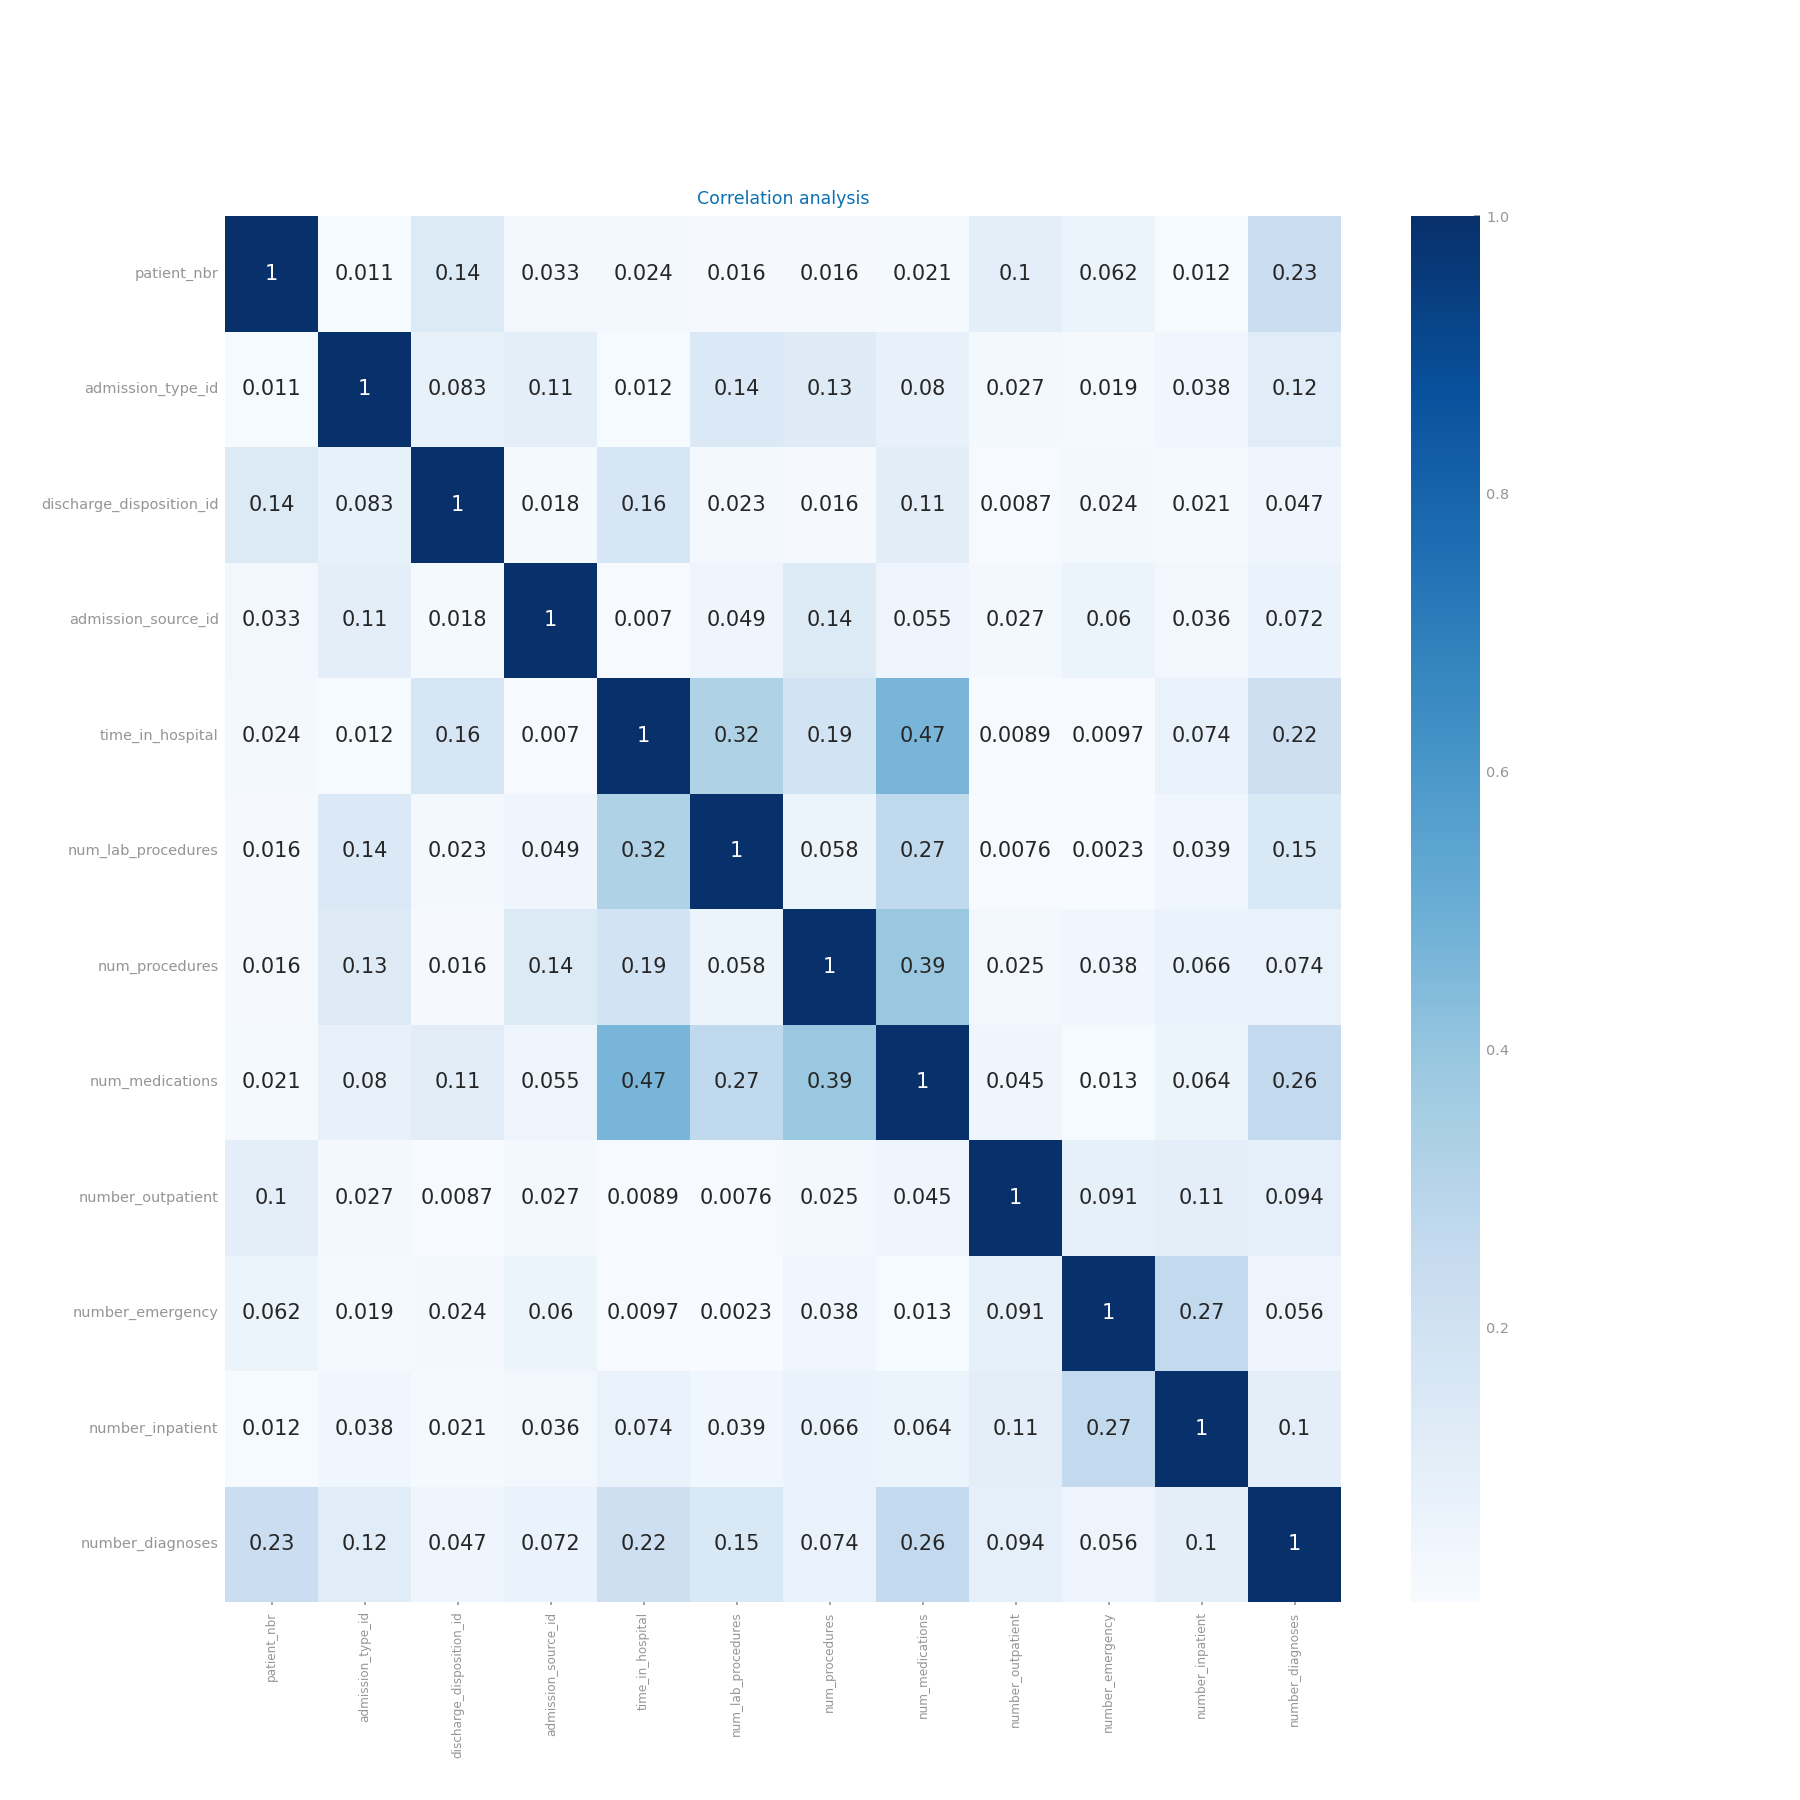 Correlation analysis
patient_nbr 1 0.011 0.14 0.033 0.024 0.016 0.016 0.021 0.1 0.062 0.012 0.23
admission_type_id 0.011 1 0.083 0.11 0.012 0.14 0.13 0.08 0.027 0.019 0.038 0.12
discharge_disposition_id 0.14 0.083 1 0.018 0.16 0.023 0.016 0.11 0.0087 0.024 0.021 0.047
admission_source_id 0.033 0.11 0.018 1 0.007 0.049 0.14 0.055 0.027 0.06 0.036 0.072
time_in_hospital 0.024 0.012 0.16 0.007 1 0.32 0.19 0.47 0.0089 0.0097 0.074 0.22
num_lab_procedures 0.016 0.14 0.023 0.049 0.32 1 0.058 0.27 0.0076 0.0023 0.039 0.15
num_procedures 0.016 0.13 0.016 0.14 0.19 0.058 1 0.39 0.025 0.038 0.066 0.074
num_medications 0.021 0.08 0.11 0.055 0.47 0.27 0.39 1 0.045 0.013 0.064 0.26
number_outpatient 0.1 0.027 0.0087 0.027 0.0089 0.0076 0.025 0.045 1 0.091 0.11 0.094
number_emergency 0.062 0.019 0.024 0.06 0.0097 0.0023 0.038 0.013 0.091 1 0.27 0.056
number_inpatient 0.012 0.038 0.021 0.036 0.074 0.039 0.066 0.064 0.11 0.27 1 0.1
number_diagnoses 0.23 0.12 0.047 0.072 0.22 0.15 0.074 0.26 0.094 0.056 0.1 1
patient_nbr
admission_type_id
discharge_disposition_id
admission_source_id
time_in_hospital
num_lab_procedures
num_procedures
num_medications
number_outpatient
number_emergency
number_inpatient
number_diagnoses
1.0
0.8
0.6
0.4
0.2